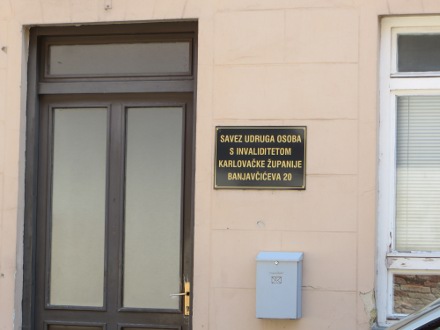 SAVEZ UDRUGA OSOBA
S INVALIDITETOM
KARLOVAČKE ŽUPANIJE
BANJAVČIĆEVA 20